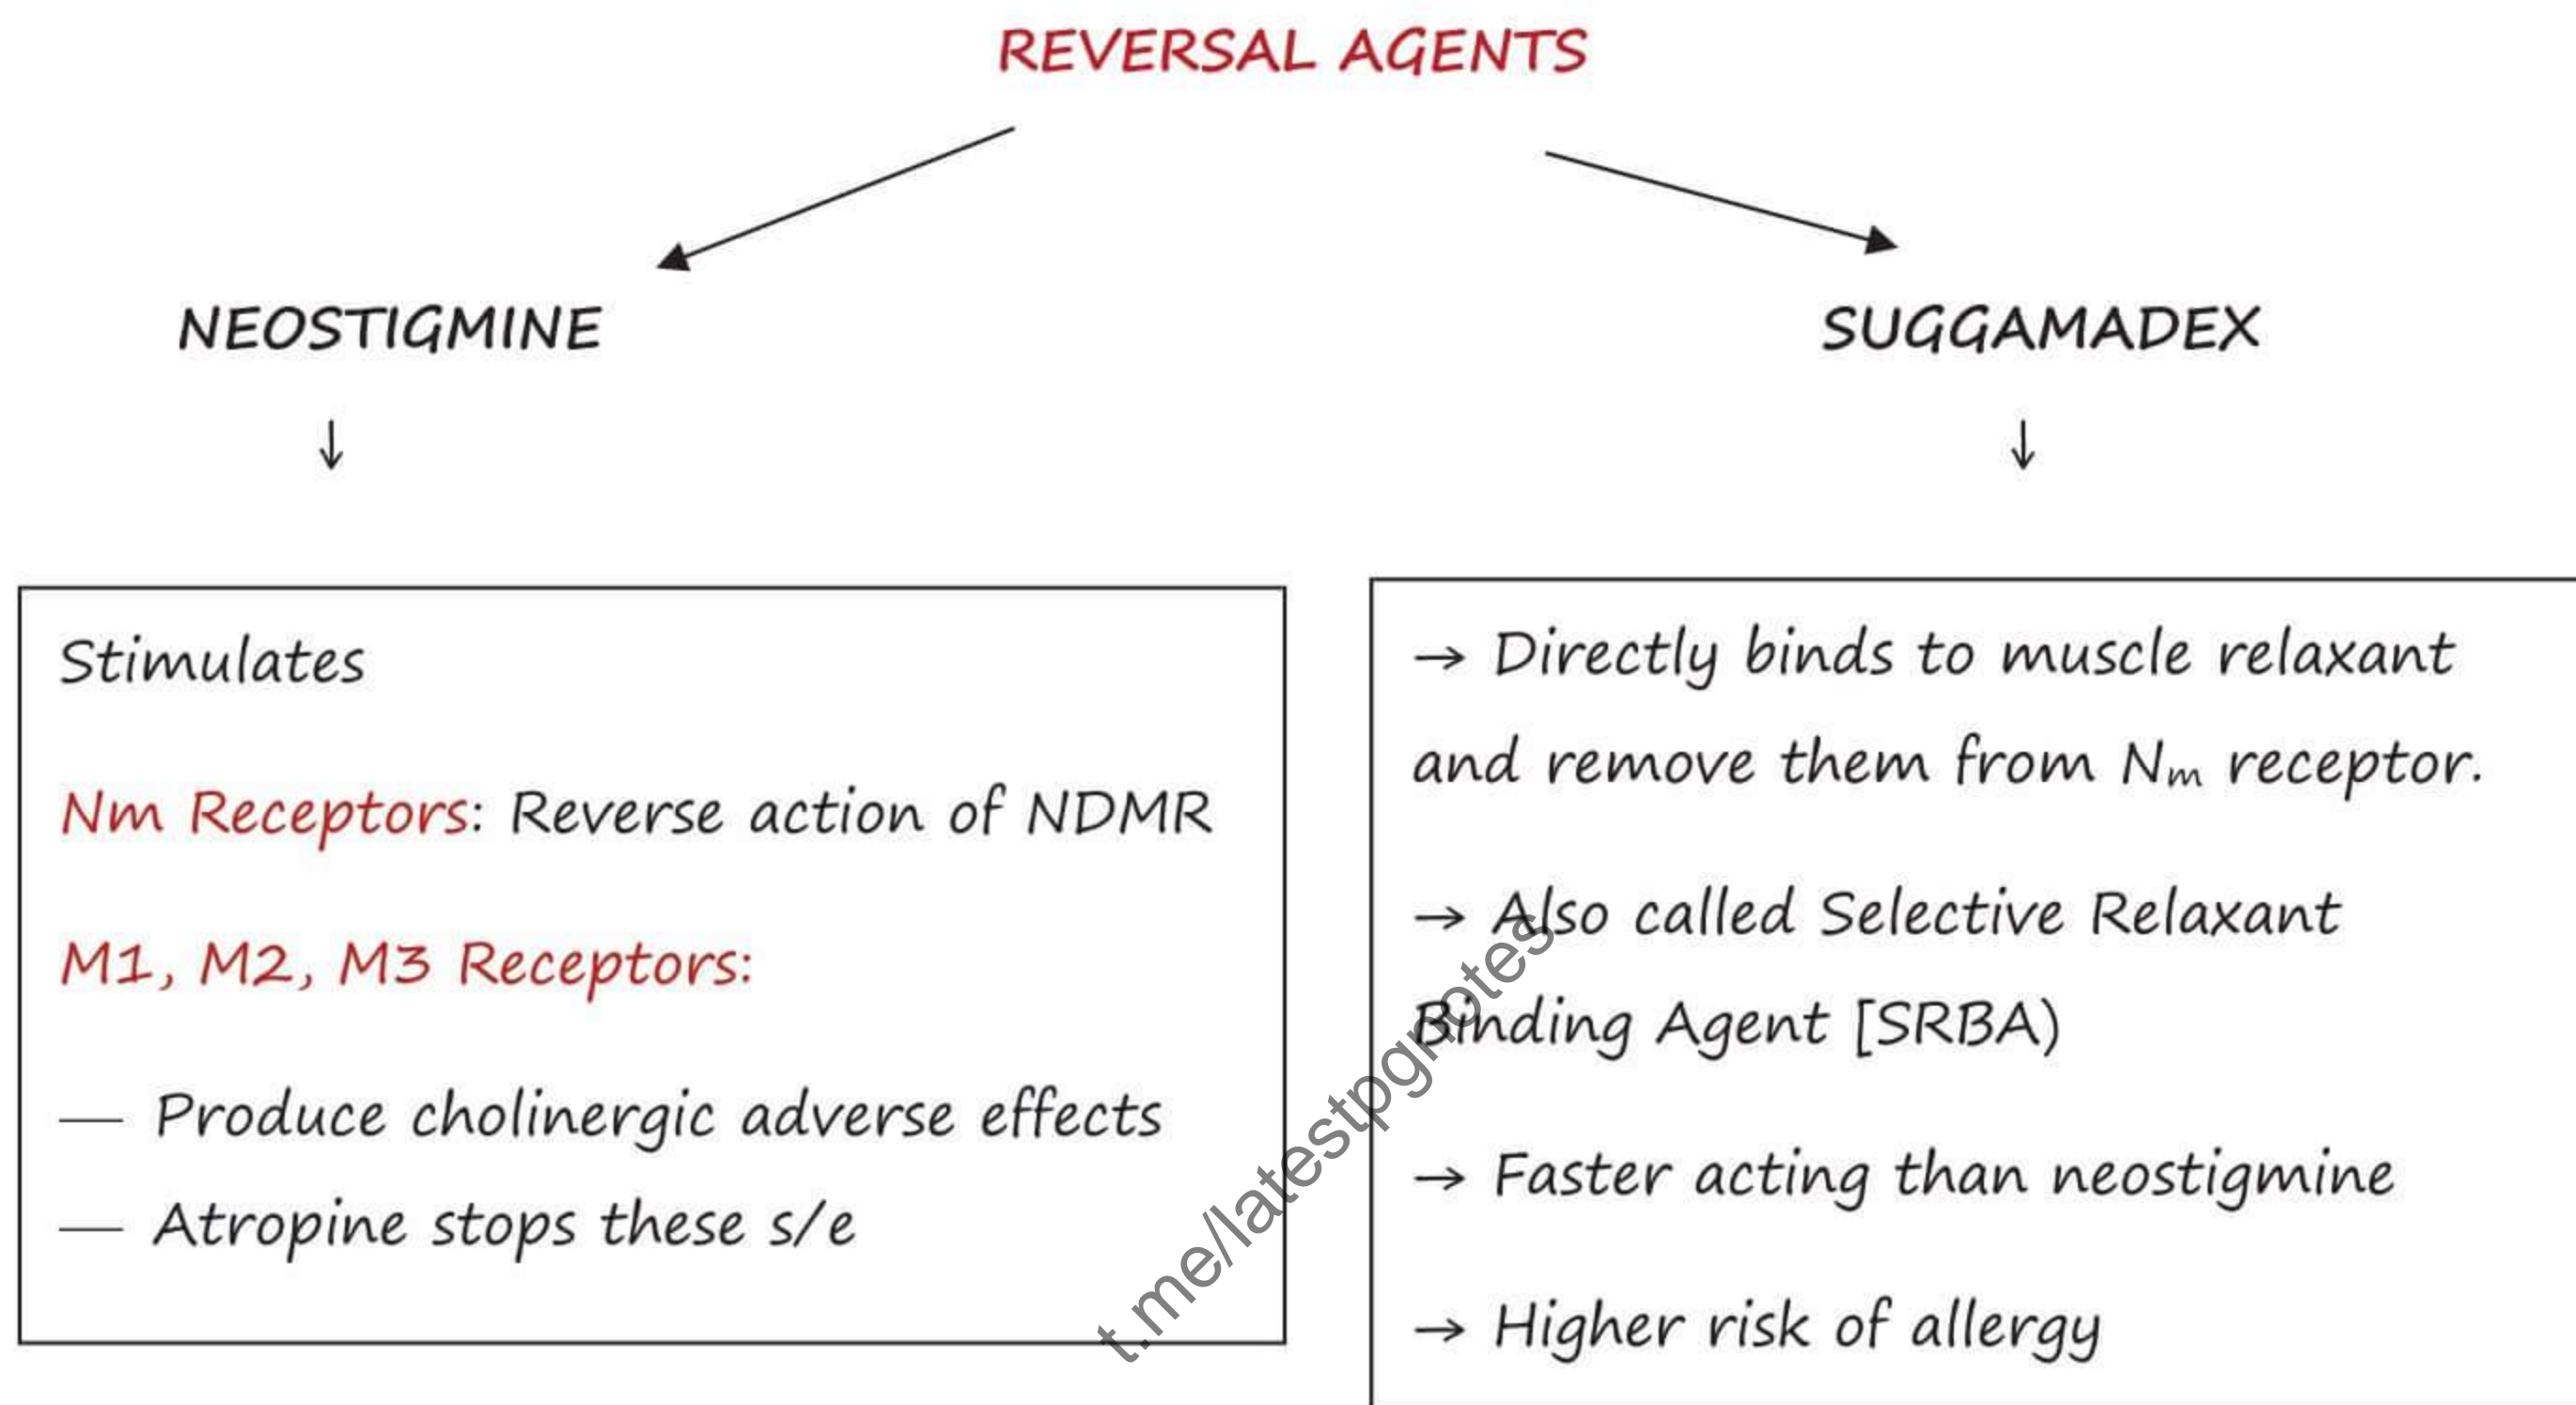 REVERSAL AGENTS
NEOSTIGMINE
↓
Stimulates
Nm Receptors: Reverse action of NDMR
M1, M2, M3 Receptors:
— Produce cholinergic adverse effects
— Atropine stops these s/e
SUGGAMADEX
↓
→ Directly binds to muscle relaxant
and remove them from Nm receptor.
→ Also called Selective Relaxant
Binding Agent [SRBA)
→ Faster acting than neostigmine
→ Higher risk of allergy
t.me/latestpgnotes